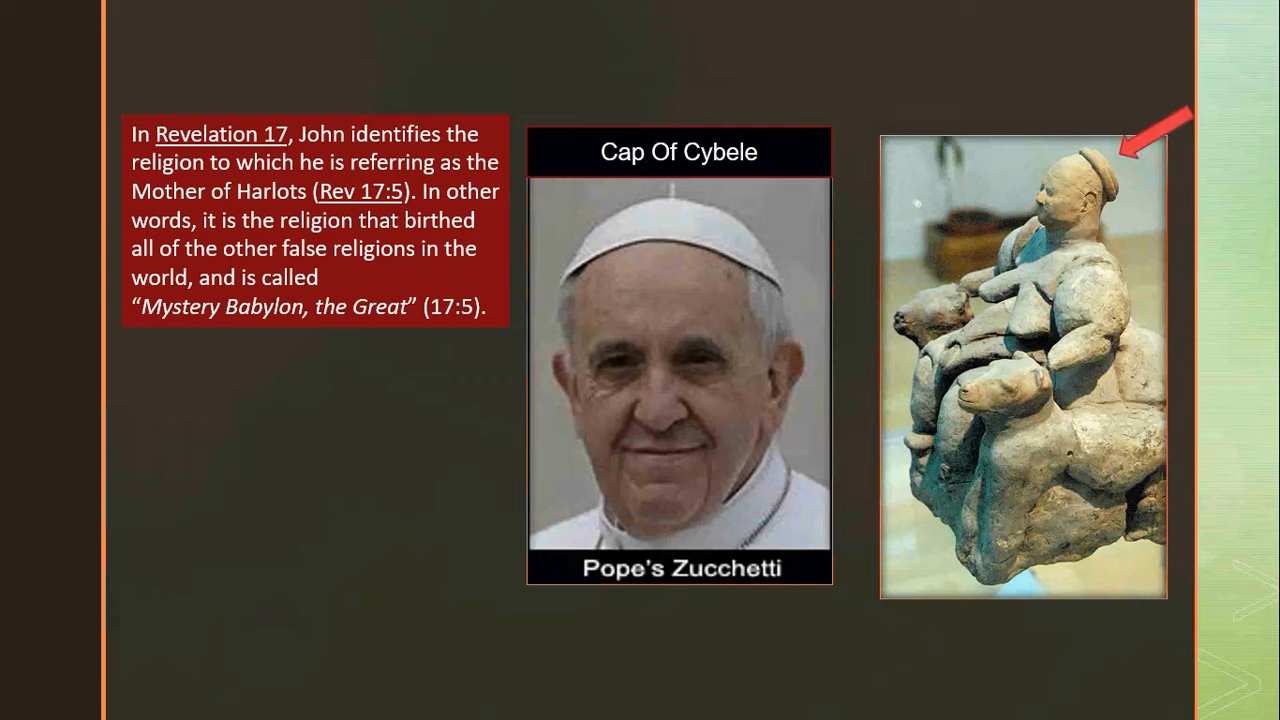 In Revelation 17, John identifies the
religion to which he is referring as the
Mother of Harlots (Rev 17:5). In other
words, it is the religion that birthed
all of the other false religions in the
world, and is called
“Mystery Babylon, the Great” (17:5).
Cap Of Cybele
Pope's Zucchetti